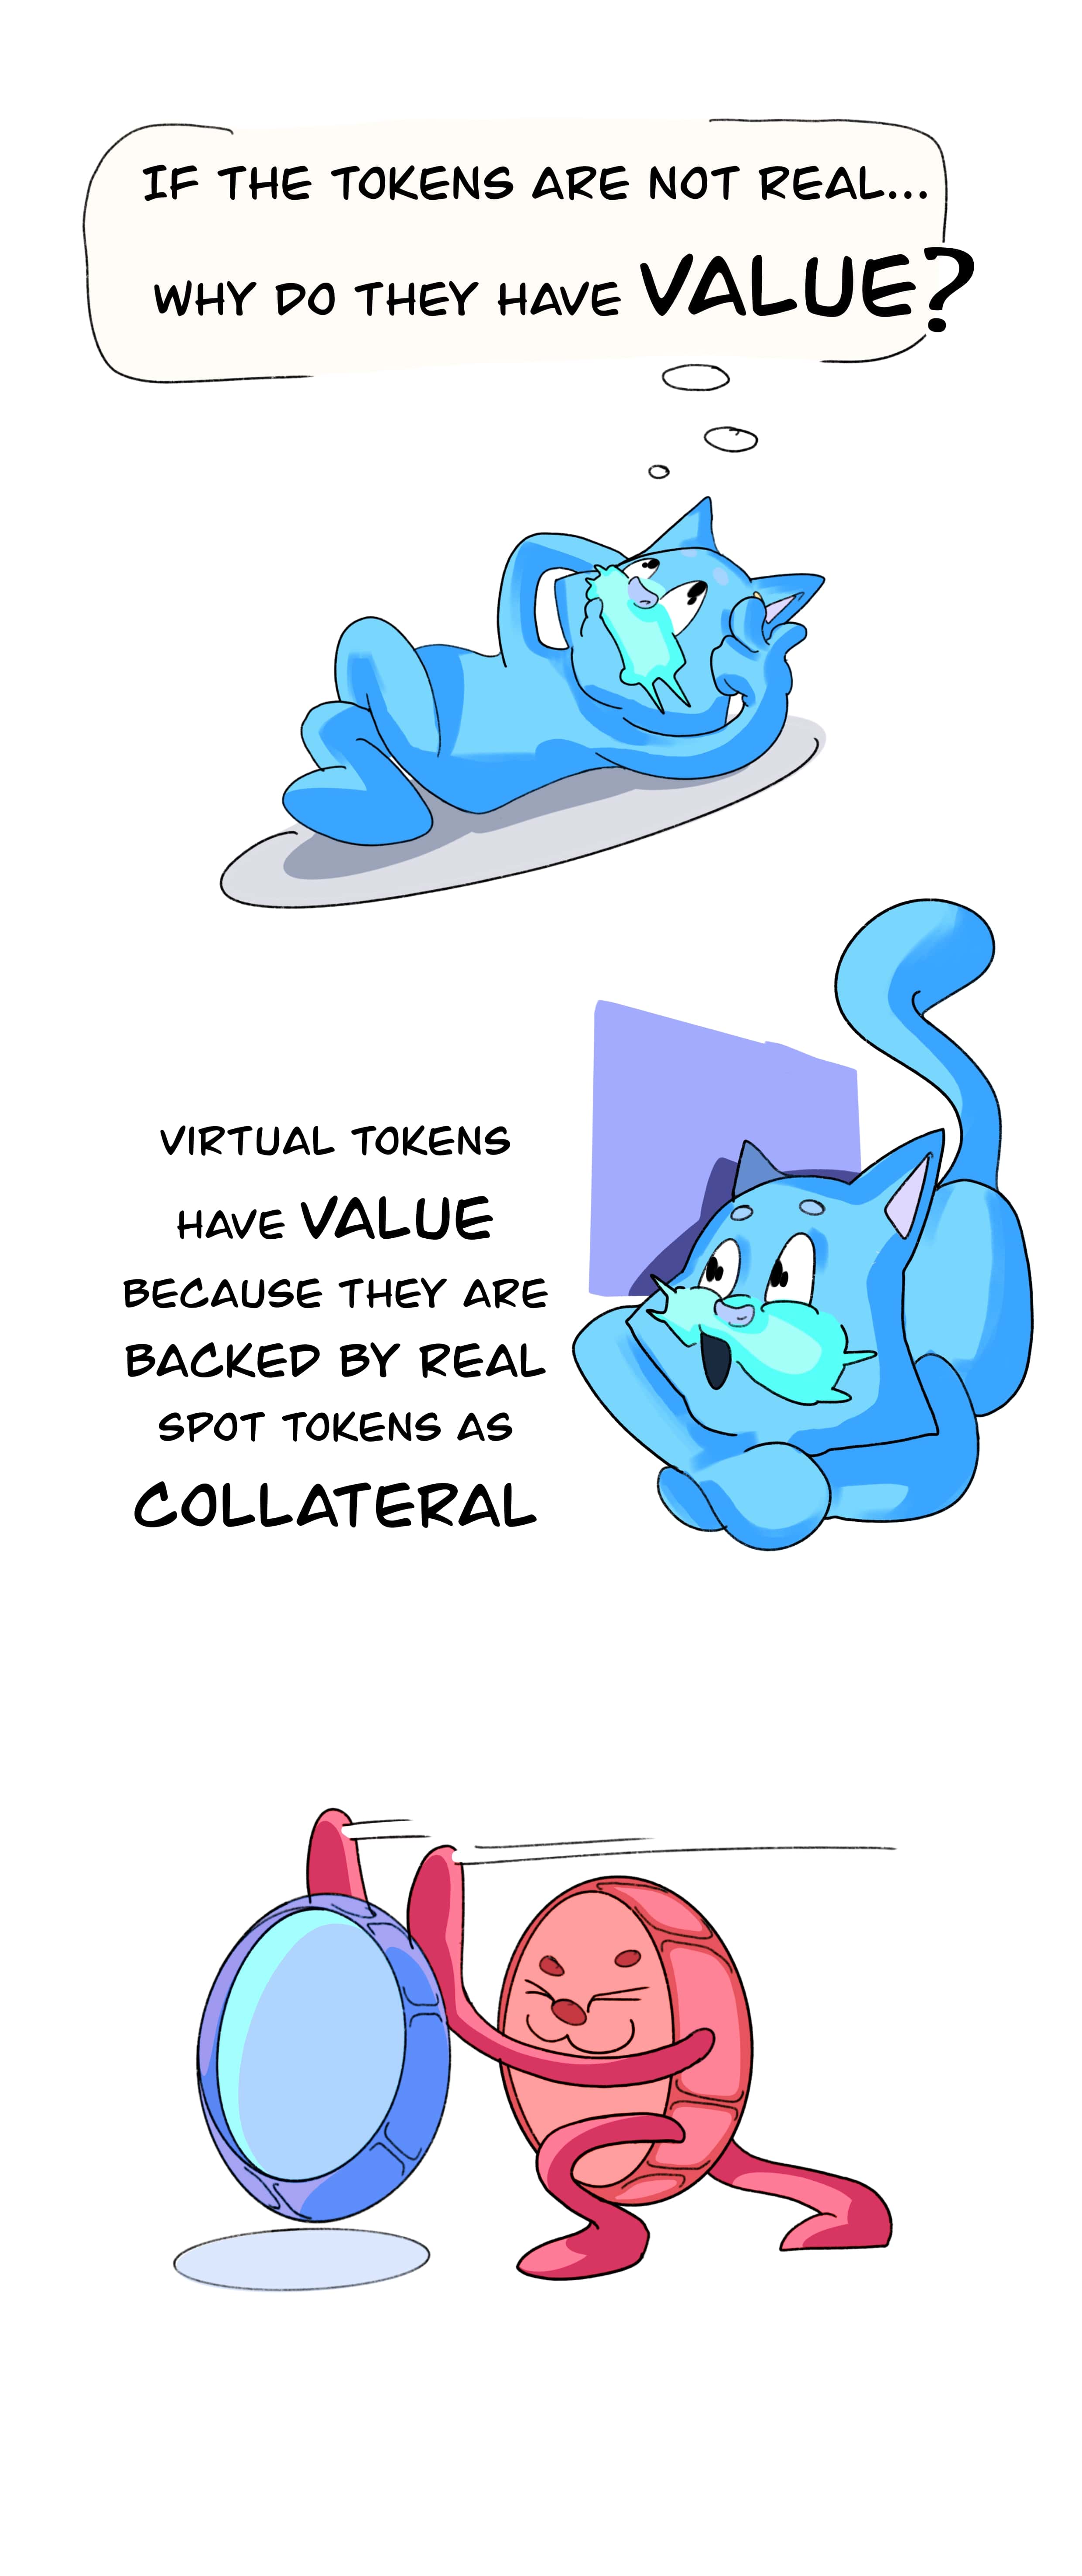 IF THE TOKENS ARE NOT REAL...
WHY DO THEY HAVE VALUE?
VIRTUAL TOKENS
HAVE VALUE
BECAUSE THEY ARE
BACKED BY REAL
SPOT TOKENS AS
COLLATERAL